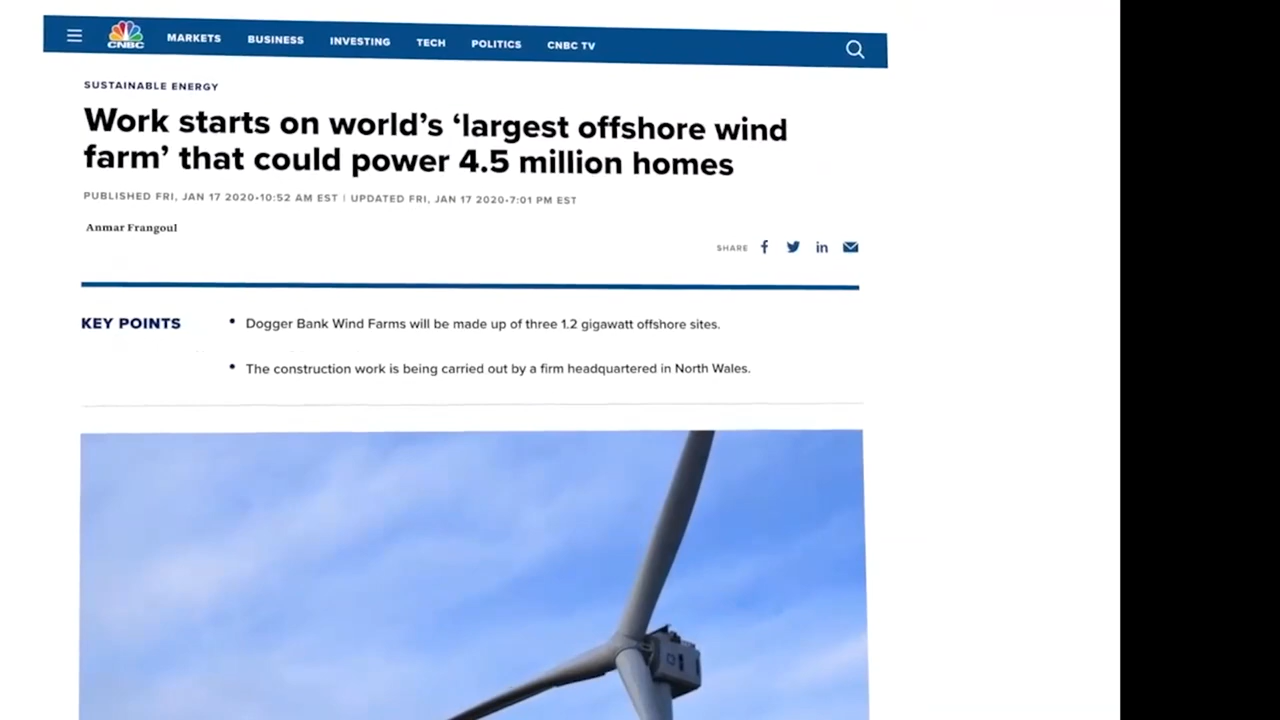 CNBC MARKETS BUSINESS INVESTING TECH POLITICS CNBC TV
SUSTAINABLE ENERGY
Work starts on world’s ‘largest offshore wind
farm’ that could power 4.5 million homes
PUBLISHED FRI, JAN 17 2020•10:52 AM EST | UPDATED FRI, JAN 17 2020•7:01 PM EST
Anmar Frangoul
SHARE f in
KEY POINTS • Dogger Bank Wind Farms will be made up of three 1.2 gigawatt offshore sites.
• The construction work is being carried out by a firm headquartered in North Wales.